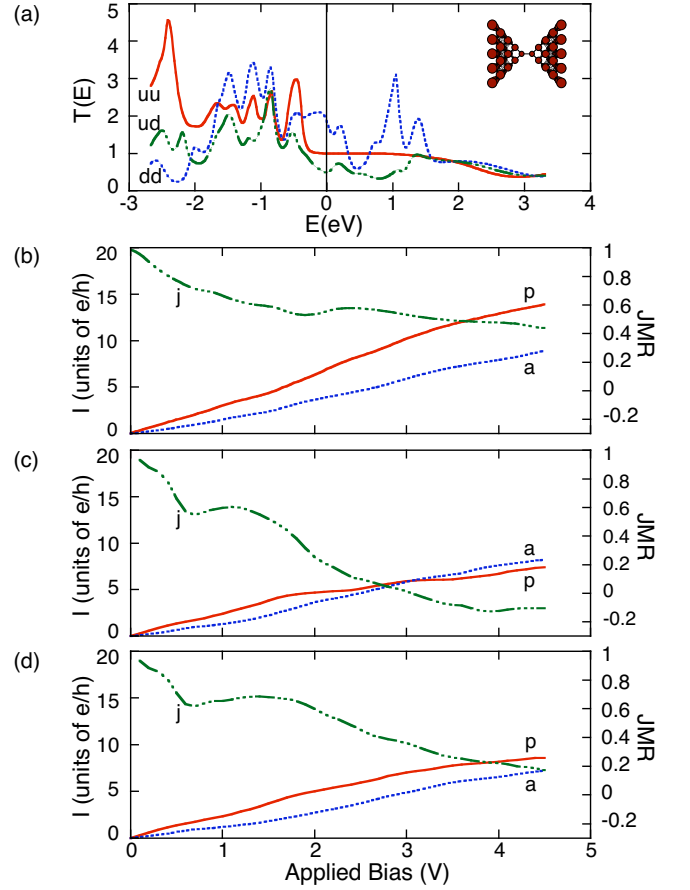 (a)
5
4
3
2
1
0
T(E)
uu
ud
dd
-3 -2 -1 0 1 2 3 4
E(eV)
(b)
20
15
10
5
0
I (units of e/h)
j
p
a
1
0.8
0.6
0.4
0.2
0
-0.2
JMR
(c)
20
15
10
5
0
I (units of e/h)
j
a
p
1
0.8
0.6
0.4
0.2
0
-0.2
JMR
(d)
20
15
10
5
0
I (units of e/h)
j
p
a
1
0.8
0.6
0.4
0.2
0
-0.2
JMR
0 1 2 3 4 5
Applied Bias (V)